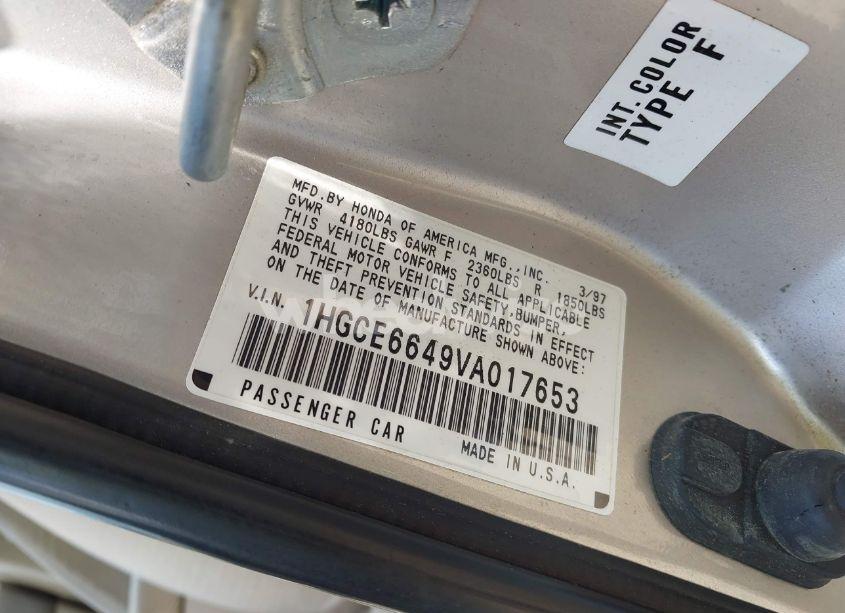 INT. COLOR
TYPE F
MFD. BY HONDA OF AMERICA MFG., INC. 3/97
GVWR 4180LBS GAWR F 2360LBS R 1850LBS
THIS VEHICLE CONFORMS TO ALL APPLICABLE
FEDERAL MOTOR VEHICLE SAFETY, BUMPER,
AND THEFT PREVENTION STANDARDS IN EFFECT
ON THE DATE OF MANUFACTURE SHOWN ABOVE:
V.I.N. 1HGCE6649VA017653
PASSENGER CAR
MADE IN U.S.A.